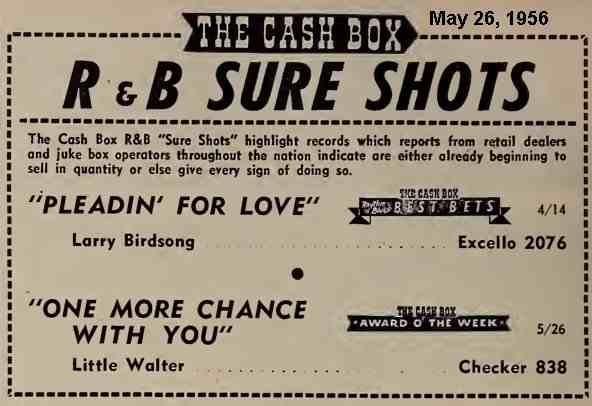 May 26, 1956
THE CASH BOX
R & B SURE SHOTS
The Cash Box R&B "Sure Shots" highlight records which reports from retail dealers
and juke box operators throughout the nation indicate are either already beginning to
sell in quantity or else give every sign of doing so.
"PLEADIN' FOR LOVE"
THE CASH BOX
Rhythm 'n' Blues BEST BETS
4/14
Larry Birdsong . . . . . . . . . . . . . . . . . . Excello 2076
"ONE MORE CHANCE
WITH YOU"
THE CASH BOX
AWARD O' THE WEEK
5/26
Little Walter . . . . . . . . . . . . . . . . . . Checker 838